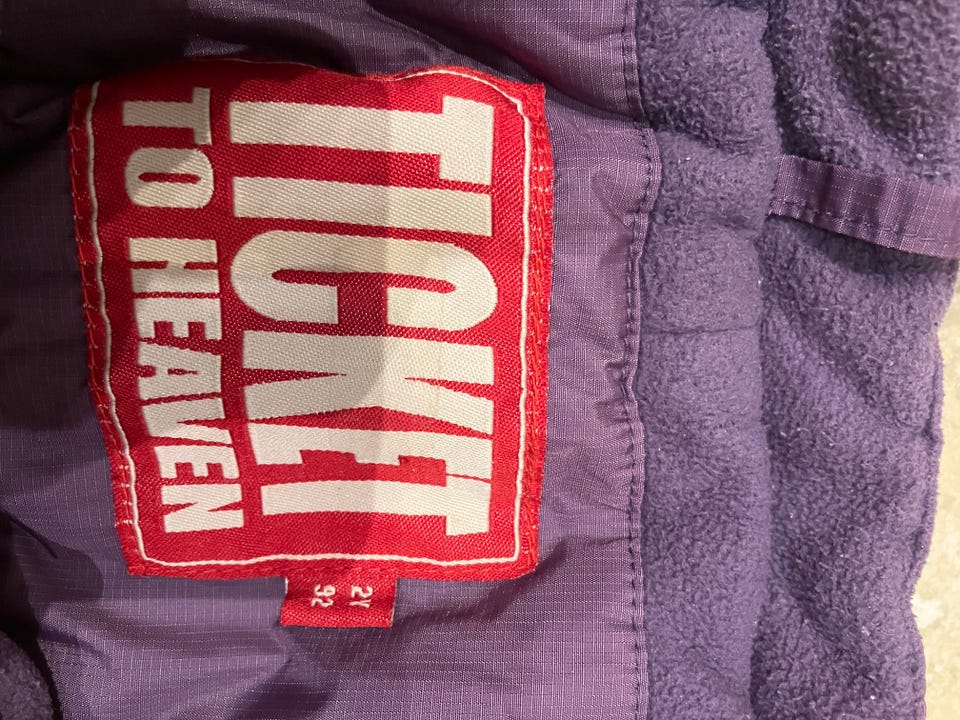 TICKET
TO HEAVEN
2Y
92